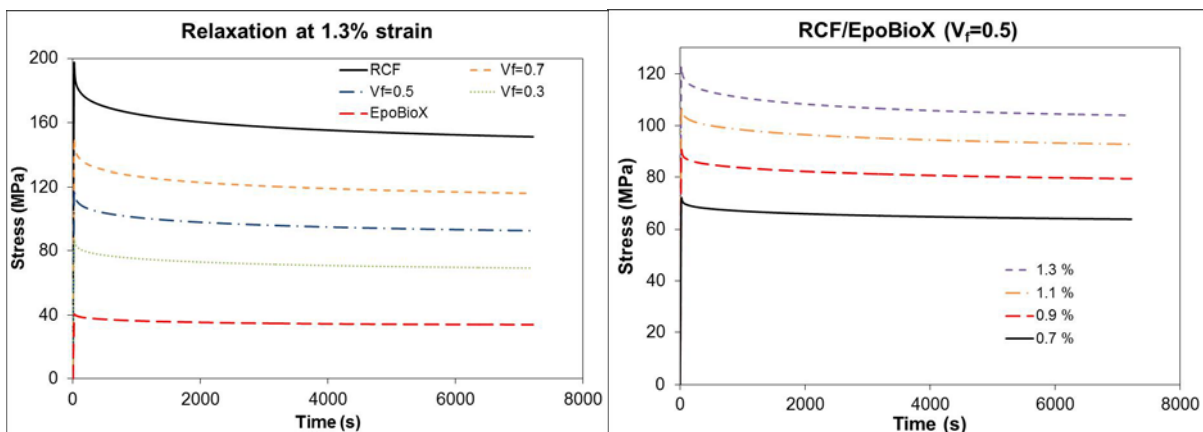 Relaxation at 1.3% strain
200
160
120
80
40
0
Stress (MPa)
RCF
Vf=0.7
Vf=0.5
Vf=0.3
EpoBioX
0 2000 4000 6000 8000
Time (s)
RCF/EpoBioX (Vf=0.5)
120
100
80
60
40
20
0
Stress (MPa)
1.3 %
1.1 %
0.9 %
0.7 %
0 2000 4000 6000 8000
Time (s)